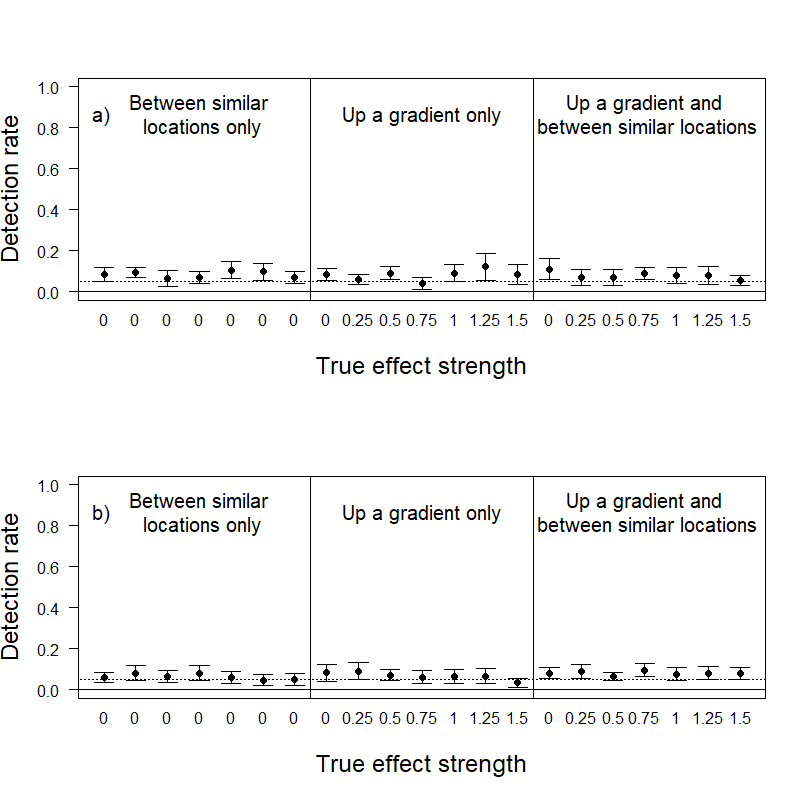 a) Between similar
locations only
Up a gradient only
Up a gradient and
between similar locations
Detection rate
1.0
0.8
0.6
0.4
0.2
0.0
0 0 0 0 0 0 0 0 0.25 0.5 0.75 1 1.25 1.5 0 0.25 0.5 0.75 1 1.25 1.5
True effect strength
b) Between similar
locations only
Up a gradient only
Up a gradient and
between similar locations
Detection rate
1.0
0.8
0.6
0.4
0.2
0.0
0 0 0 0 0 0 0 0 0.25 0.5 0.75 1 1.25 1.5 0 0.25 0.5 0.75 1 1.25 1.5
True effect strength